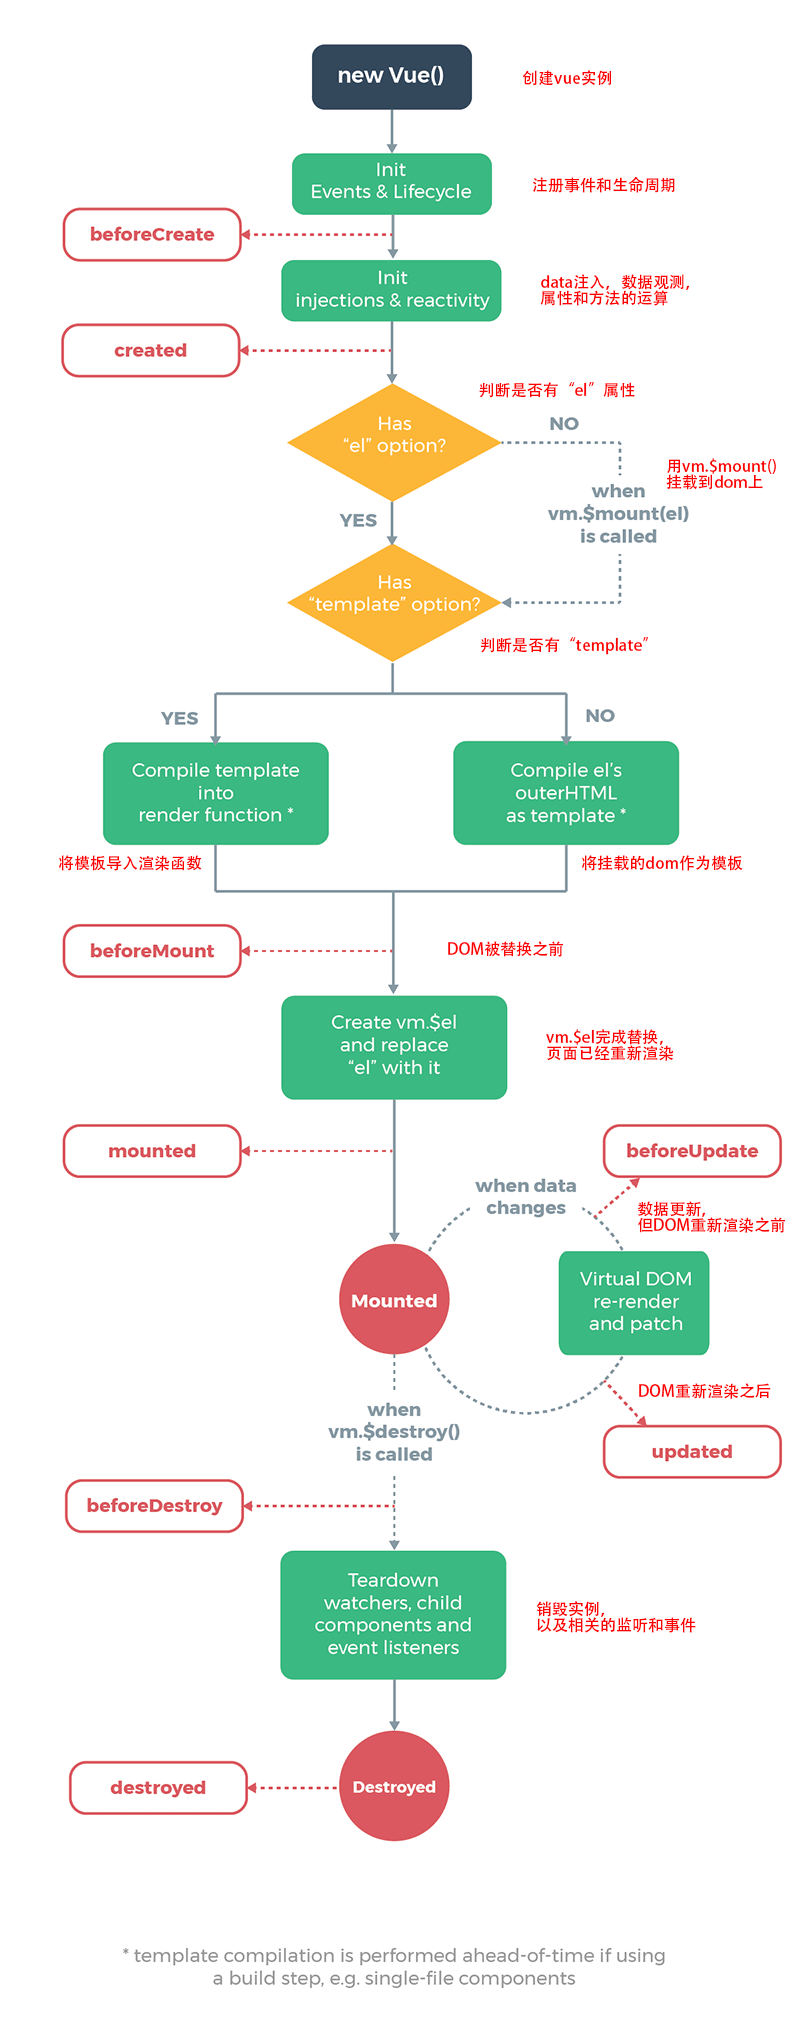 new Vue()
创建vue实例
Init
Events & Lifecycle
注册事件和生命周期
beforeCreate
Init
injections & reactivity
data注入，数据观测，
属性和方法的运算
created
判断是否有“el”属性
Has
“el” option?
NO
用vm.$mount()
挂载到dom上
when
vm.$mount(el)
is called
YES
Has
“template” option?
判断是否有“template”
YES
NO
Compile template
into
render function *
Compile el’s
outerHTML
as template *
将模板导入渲染函数
将挂载的dom作为模板
beforeMount
DOM被替换之前
Create vm.$el
and replace
“el” with it
vm.$el完成替换，
页面已经重新渲染
mounted
beforeUpdate
when data
changes
数据更新，
但DOM重新渲染之前
Mounted
Virtual DOM
re-render
and patch
DOM重新渲染之后
when
vm.$destroy()
is called
updated
beforeDestroy
Teardown
watchers, child
components and
event listeners
销毁实例，
以及相关的监听和事件
destroyed
Destroyed
* template compilation is performed ahead-of-time if using
a build step, e.g. single-file components